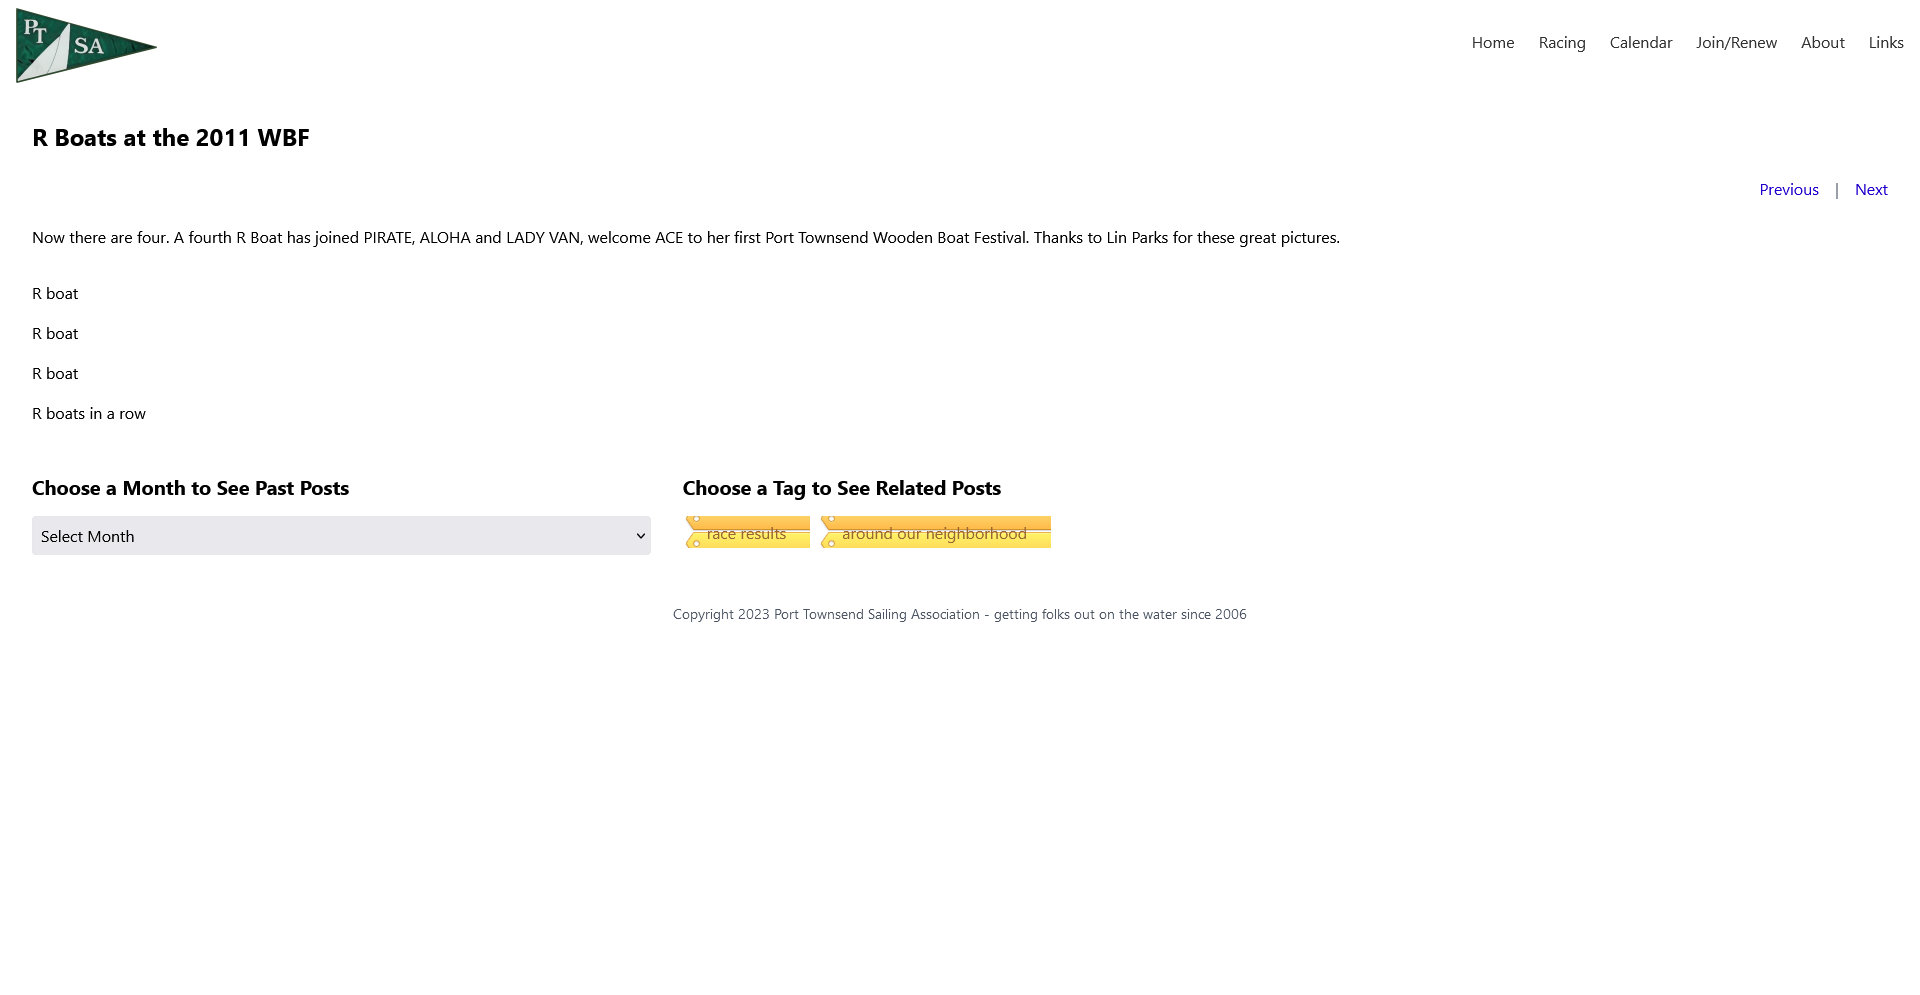 PT SA
Home Racing Calendar Join/Renew About Links
R Boats at the 2011 WBF
Previous | Next
Now there are four. A fourth R Boat has joined PIRATE, ALOHA and LADY VAN, welcome ACE to her first Port Townsend Wooden Boat Festival. Thanks to Lin Parks for these great pictures.
R boat
R boat
R boat
R boats in a row
Choose a Month to See Past Posts
Select Month
Choose a Tag to See Related Posts
race results around our neighborhood
Copyright 2023 Port Townsend Sailing Association - getting folks out on the water since 2006